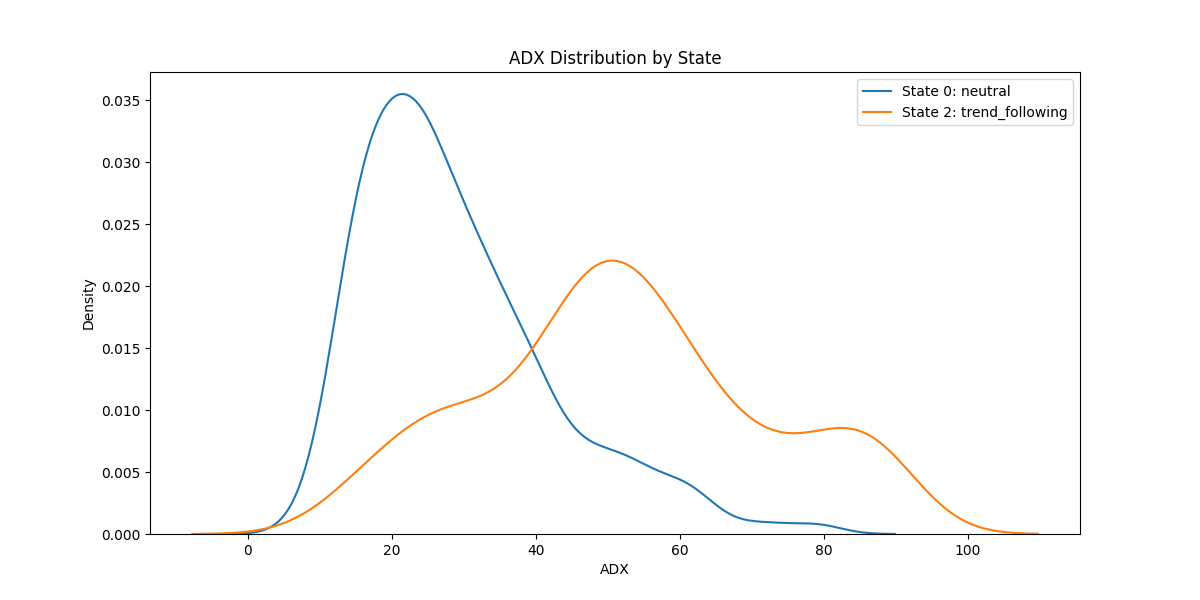 ADX Distribution by State
State 0: neutral
State 2: trend_following
Density
0.035
0.030
0.025
0.020
0.015
0.010
0.005
0.000
0 20 40 60 80 100
ADX